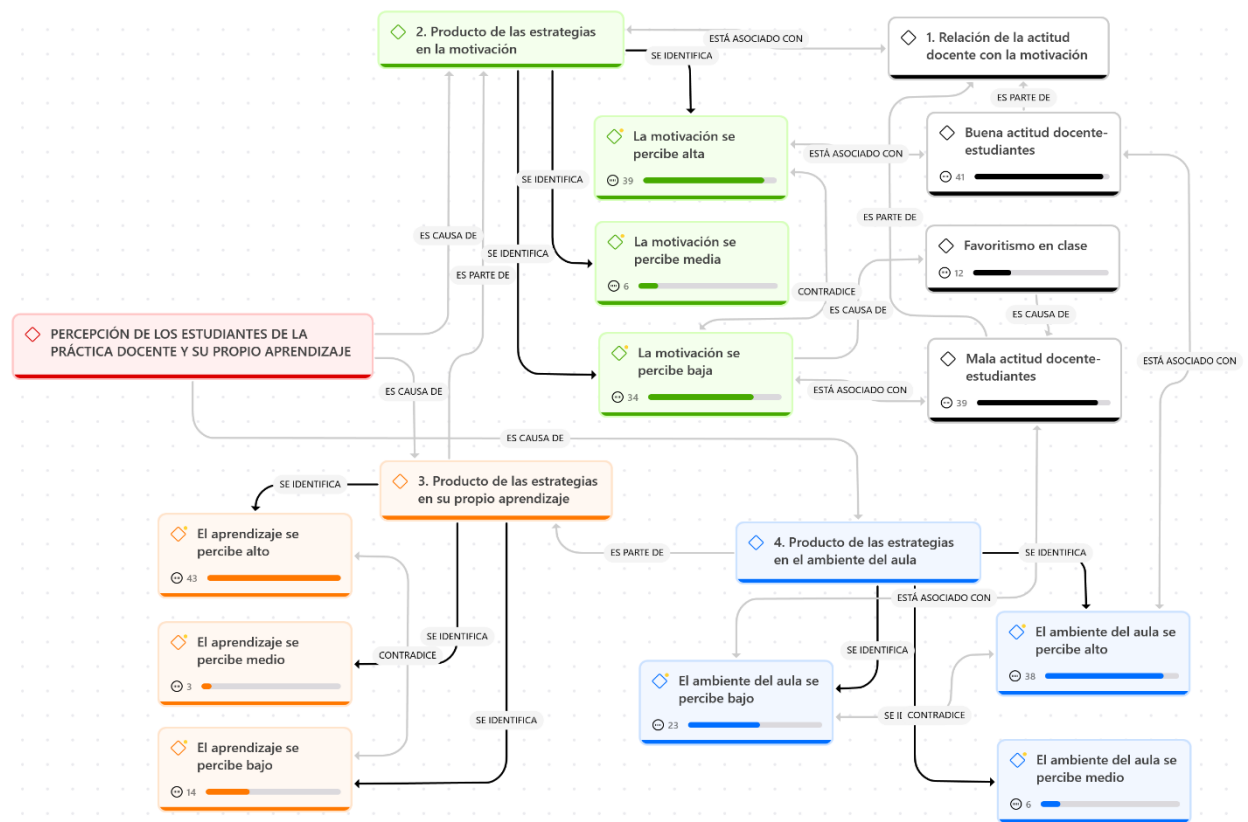 2. Producto de las estrategias
en la motivación
ESTÁ ASOCIADO CON
1. Relación de la actitud
docente con la motivación
SE IDENTIFICA
ES PARTE DE
La motivación se
percibe alta
39
ESTÁ ASOCIADO CON
Buena actitud docente-
estudiantes
41
SE IDENTIFICA
ES CAUSA DE
SE IDENTIFICA
ES PARTE DE
La motivación se
percibe media
6
ES PARTE DE
Favoritismo en clase
12
CONTRADICE
ES CAUSA DE
ES CAUSA DE
PERCEPCIÓN DE LOS ESTUDIANTES DE LA
PRÁCTICA DOCENTE Y SU PROPIO APRENDIZAJE
La motivación se
percibe baja
34
ESTÁ ASOCIADO CON
Mala actitud docente-
estudiantes
39
ESTÁ ASOCIADO CON
ES CAUSA DE
ES CAUSA DE
3. Producto de las estrategias
en su propio aprendizaje
SE IDENTIFICA
El aprendizaje se
percibe alto
43
ES PARTE DE
4. Producto de las estrategias
en el ambiente del aula
SE IDENTIFICA
ESTÁ ASOCIADO CON
El aprendizaje se
percibe medio
3
SE IDENTIFICA
CONTRADICE
SE IDENTIFICA
El ambiente del aula se
percibe alto
38
El ambiente del aula se
percibe bajo
23
CONTRADICE
SE IDENTIFICA
El aprendizaje se
percibe bajo
14
El ambiente del aula se
percibe medio
6